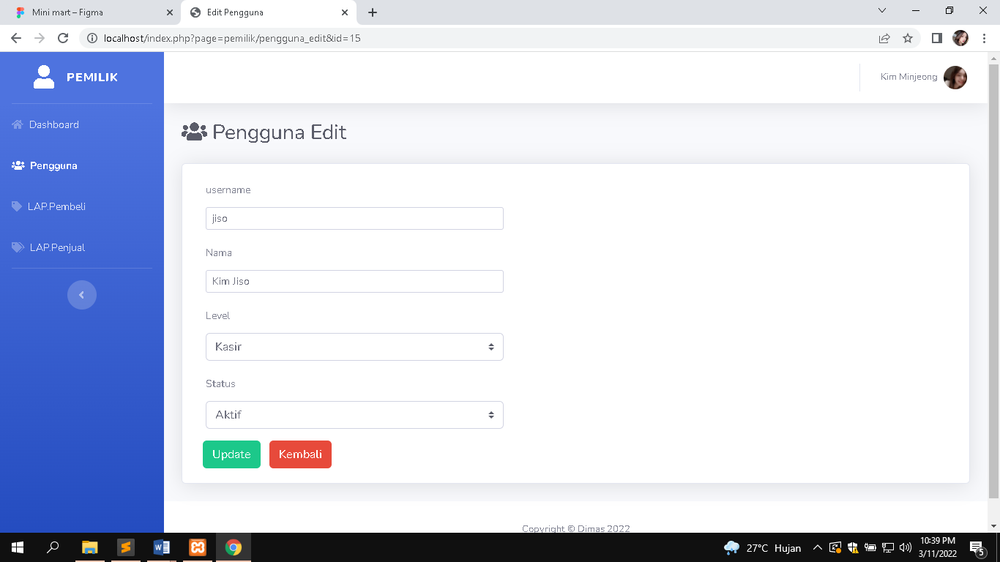 Mini mart – Figma
Edit Pengguna
localhost/index.php?page=pemilik/pengguna_edit&id=15
PEMILIK
Kim Minjeong
Dashboard
Pengguna
LAP.Pembeli
LAP.Penjual
Pengguna Edit
username
jiso
Nama
Kim Jiso
Level
Kasir
Status
Aktif
Update Kembali
Copyright © Dimas 2022
27°C Hujan
10:39 PM
3/11/2022
5